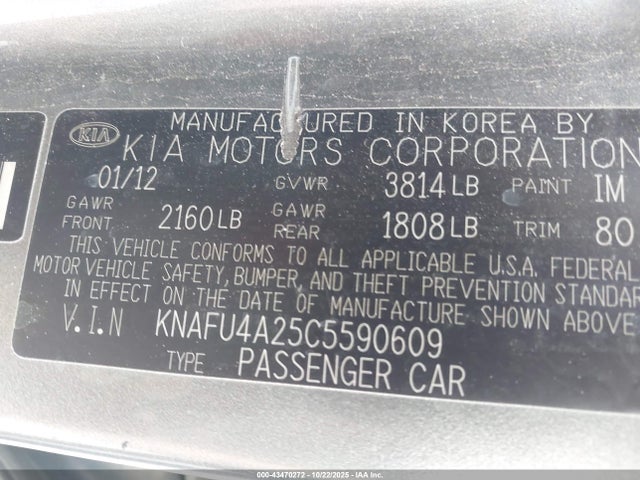 KIA
MANUFACTURED IN KOREA BY
KIA MOTORS CORPORATION
01/12 GVWR 3814 LB PAINT IM
GAWR FRONT 2160 LB GAWR REAR 1808 LB TRIM 80
THIS VEHICLE CONFORMS TO ALL APPLICABLE U.S.A. FEDERAL
MOTOR VEHICLE SAFETY, BUMPER, AND THEFT PREVENTION STANDA
IN EFFECT ON THE DATE OF MANUFACTURE SHOWN ABOVE
V.I.N KNAFU4A25C5590609
TYPE PASSENGER CAR
000-43470272 - 10/22/2025 - IAAI, Inc.